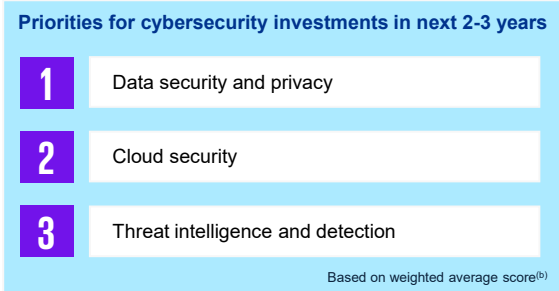 Priorities for cybersecurity investments in next 2-3 years
1 Data security and privacy
2 Cloud security
3 Threat intelligence and detection
Based on weighted average score(b)